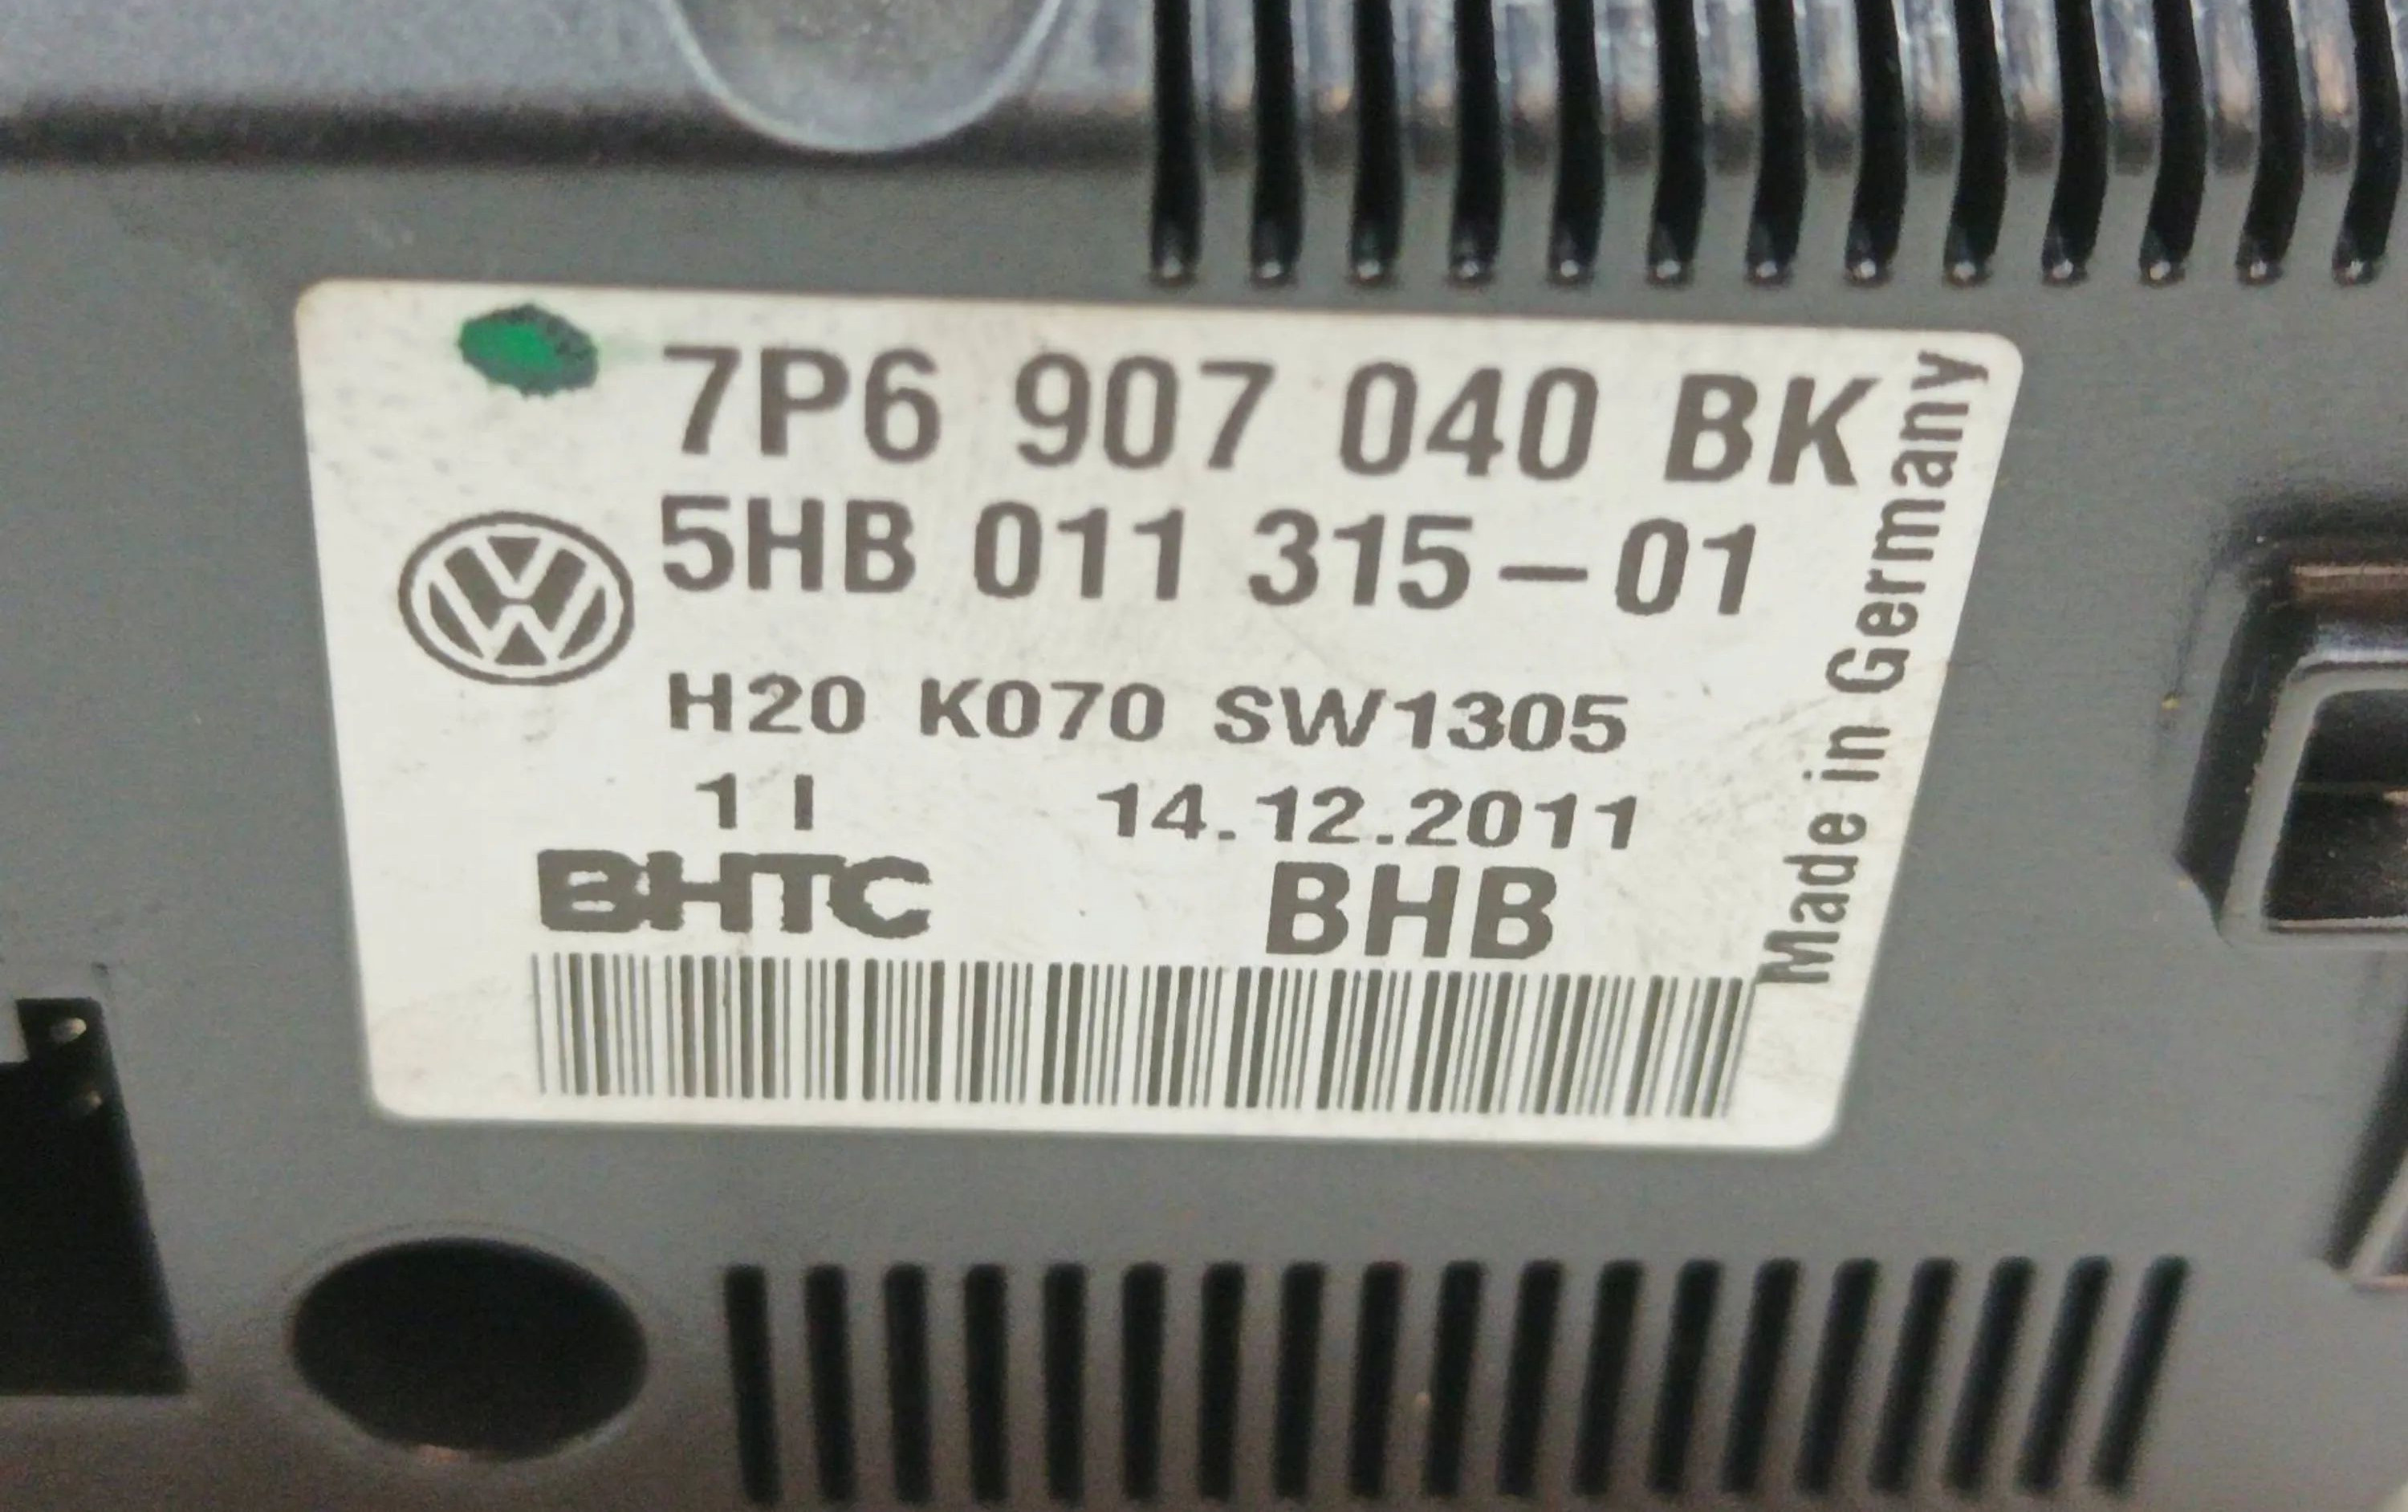 7P6 907 040 BK
5HB 011 315-01
H20 K070 SW1305
1 I 14.12.2011
BHTC BHB
Made in Germany